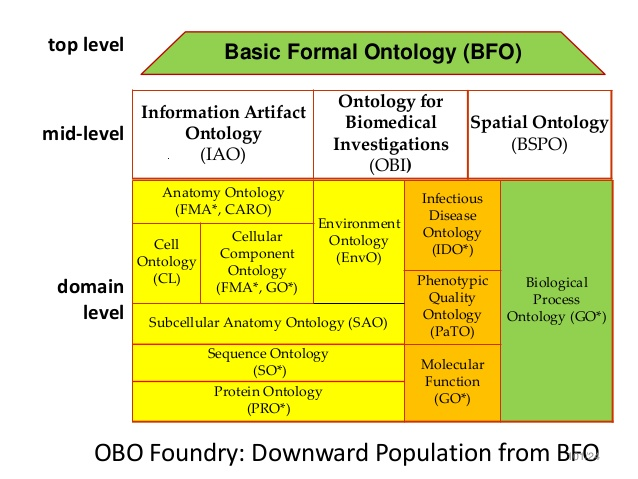 top level
Basic Formal Ontology (BFO)
mid-level
Information Artifact
Ontology
(IAO)
Ontology for
Biomedical
Investigations
(OBI)
Spatial Ontology
(BSPO)
domain
level
Anatomy Ontology
(FMA*, CARO)
Cell
Ontology
(CL)
Cellular
Component
Ontology
(FMA*, GO*)
Environment
Ontology
(EnvO)
Subcellular Anatomy Ontology (SAO)
Sequence Ontology
(SO*)
Protein Ontology
(PRO*)
Infectious
Disease
Ontology
(IDO*)
Phenotypic
Quality
Ontology
(PaTO)
Molecular
Function
(GO*)
Biological
Process
Ontology (GO*)
OBO Foundry: Downward Population from BFO